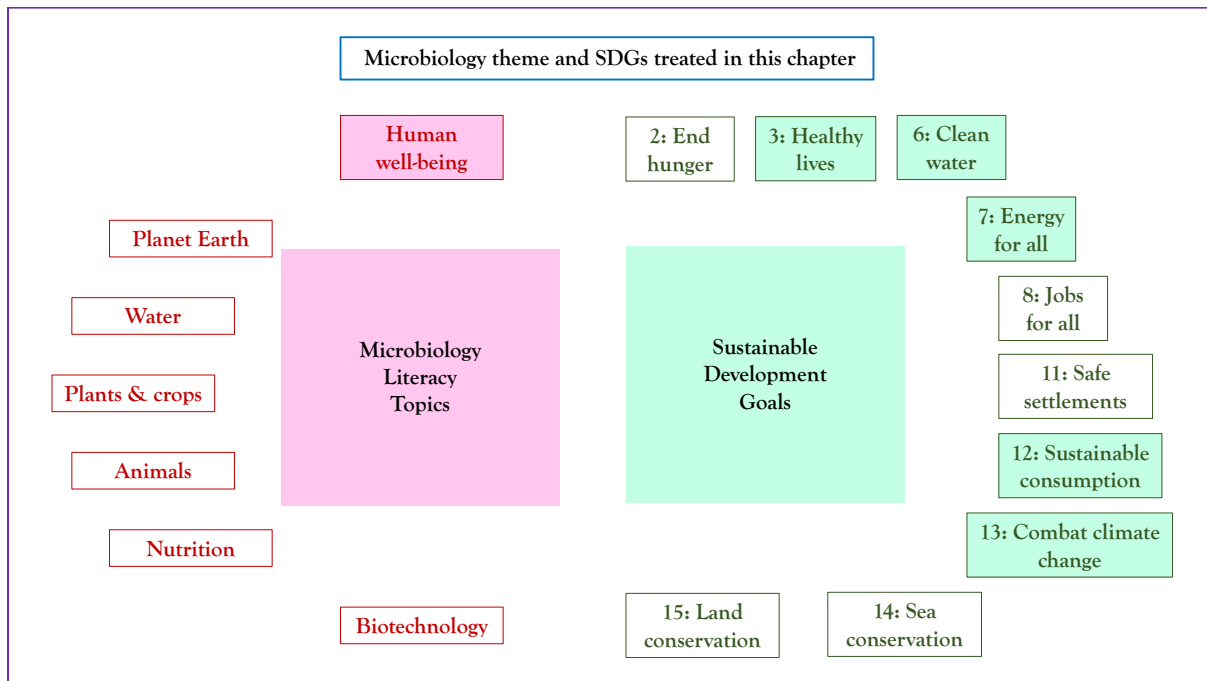 Microbiology theme and SDGs treated in this chapter
Human
well-being
Planet Earth
Water
Plants & crops
Animals
Nutrition
Biotechnology
Microbiology
Literacy
Topics
Sustainable
Development
Goals
2: End
hunger
3: Healthy
lives
6: Clean
water
7: Energy
for all
8: Jobs
for all
11: Safe
settlements
12: Sustainable
consumption
13: Combat climate
change
14: Sea
conservation
15: Land
conservation